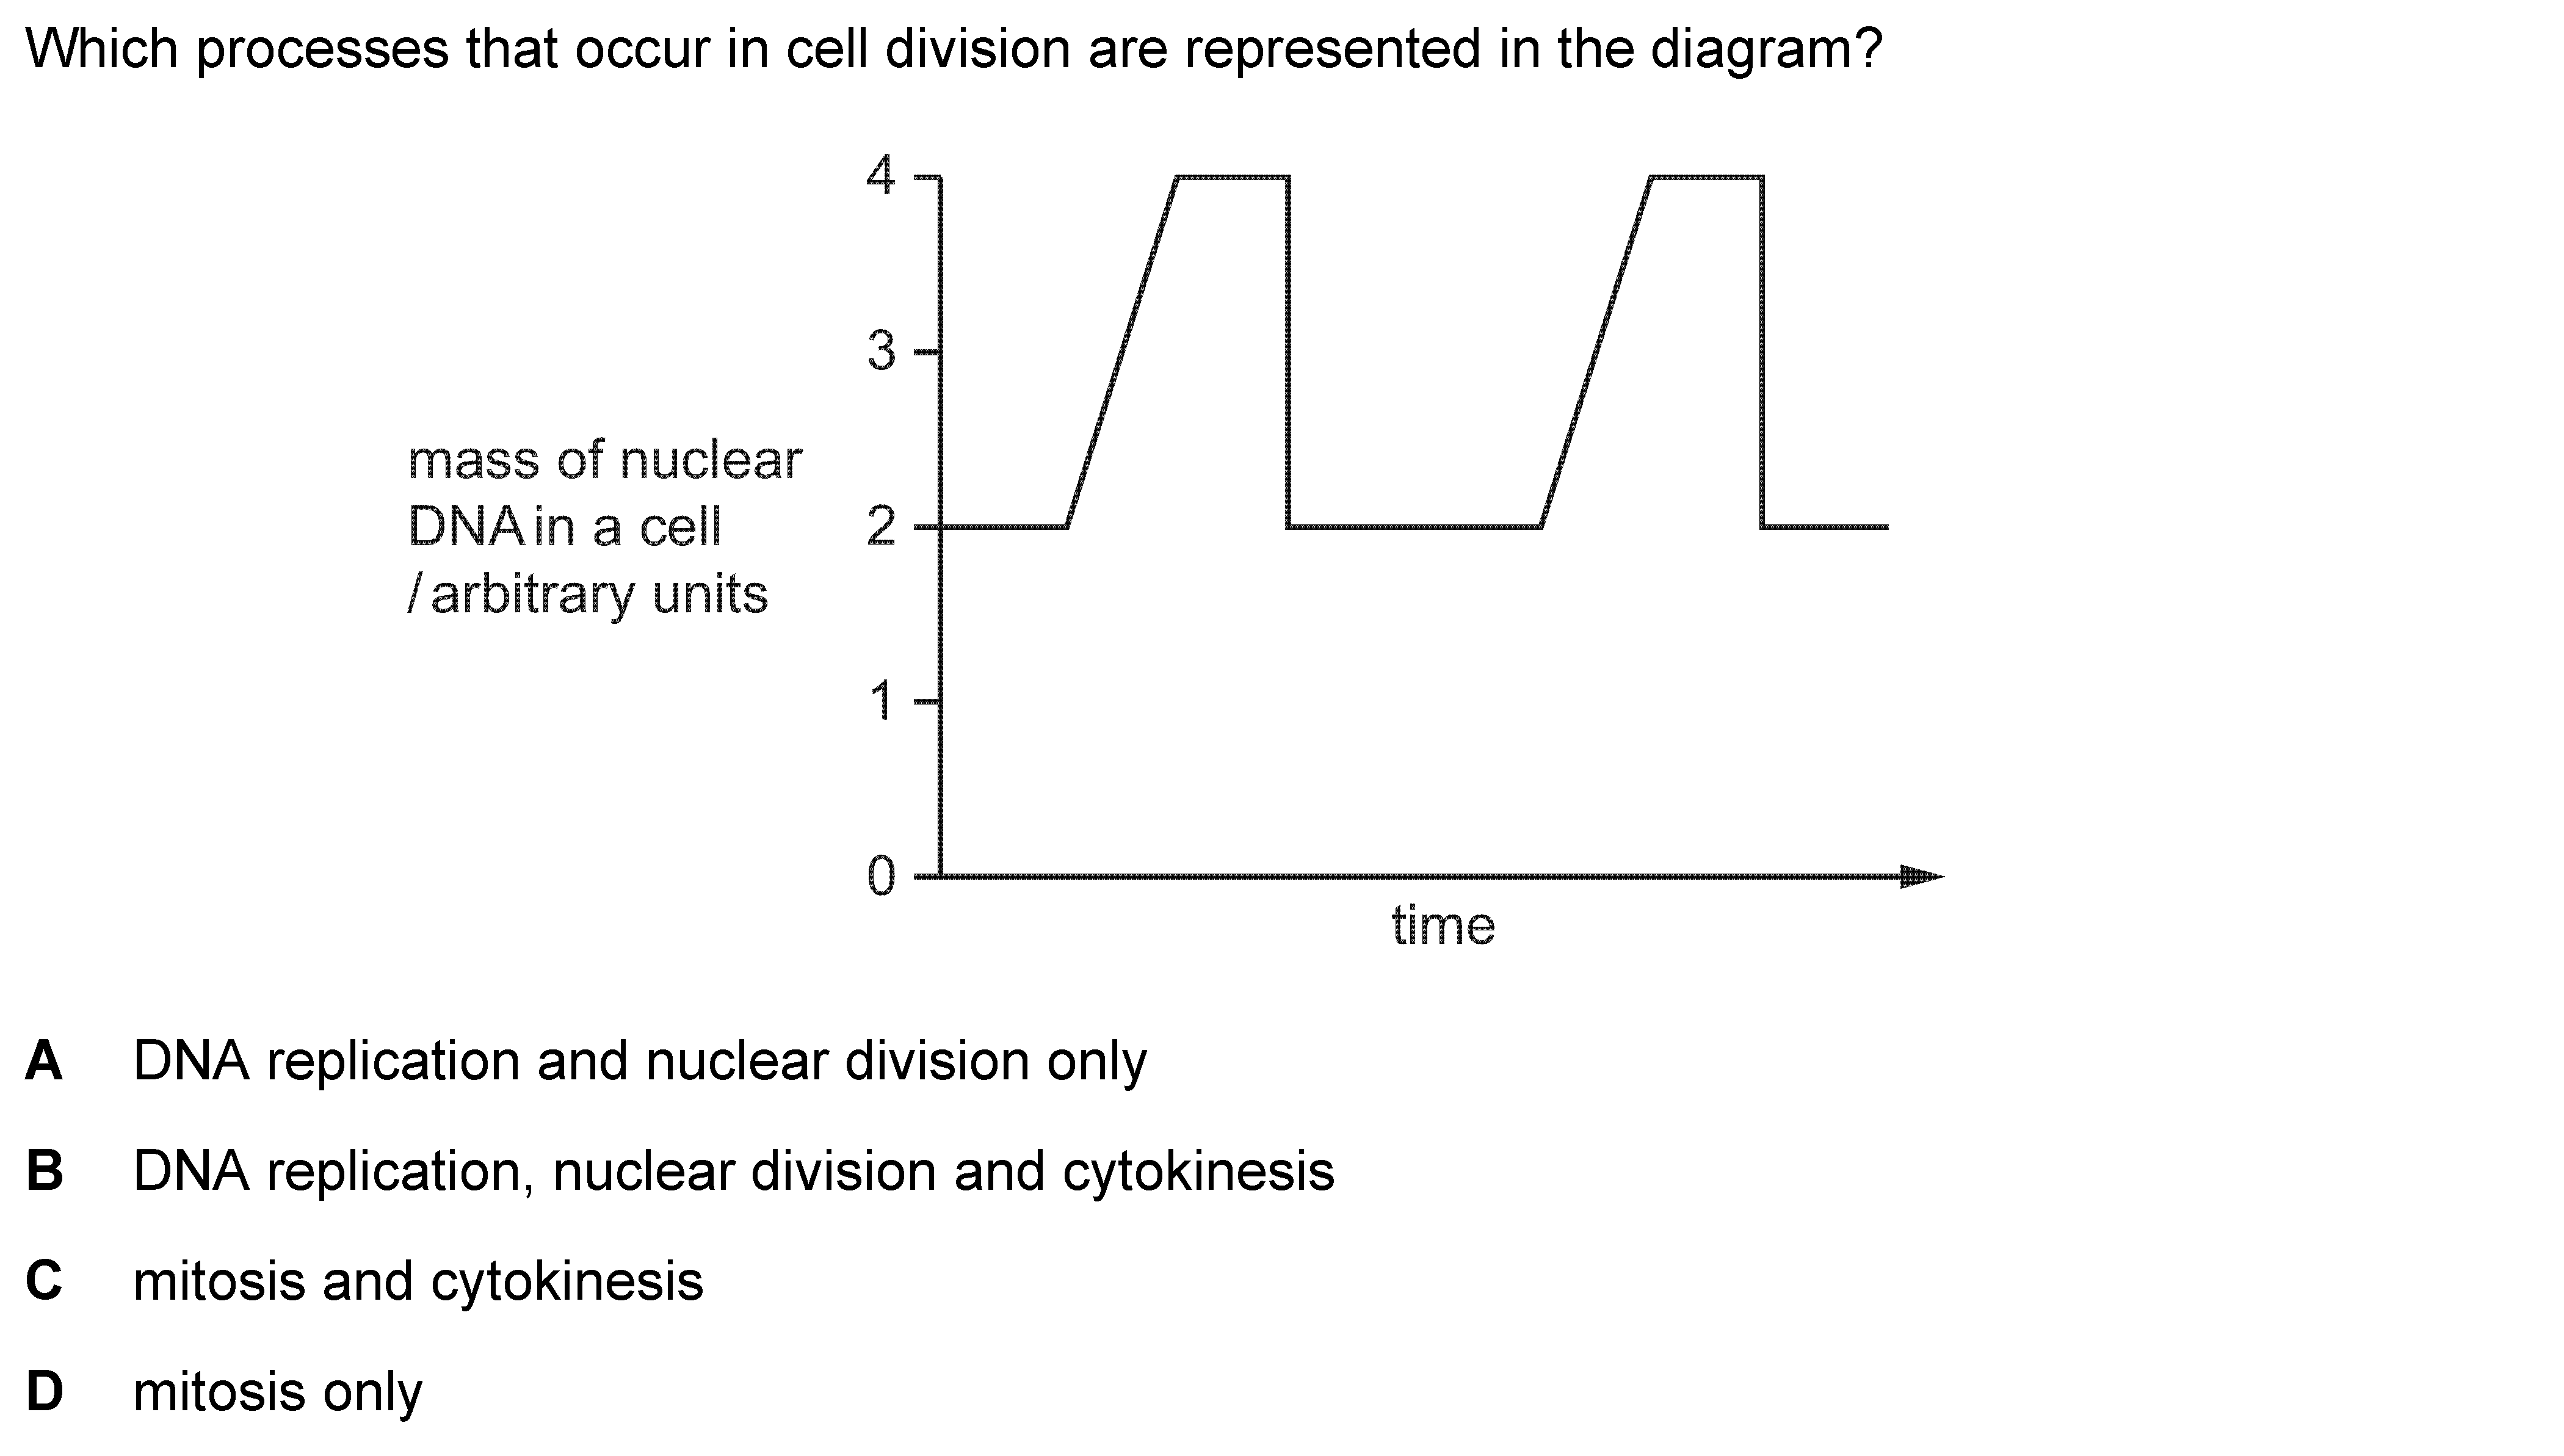 Which processes that occur in cell division are represented in the diagram?
4
3
mass of nuclear
DNA in a cell
/ arbitrary units
2
1
0
time
A DNA replication and nuclear division only
B DNA replication, nuclear division and cytokinesis
C mitosis and cytokinesis
D mitosis only